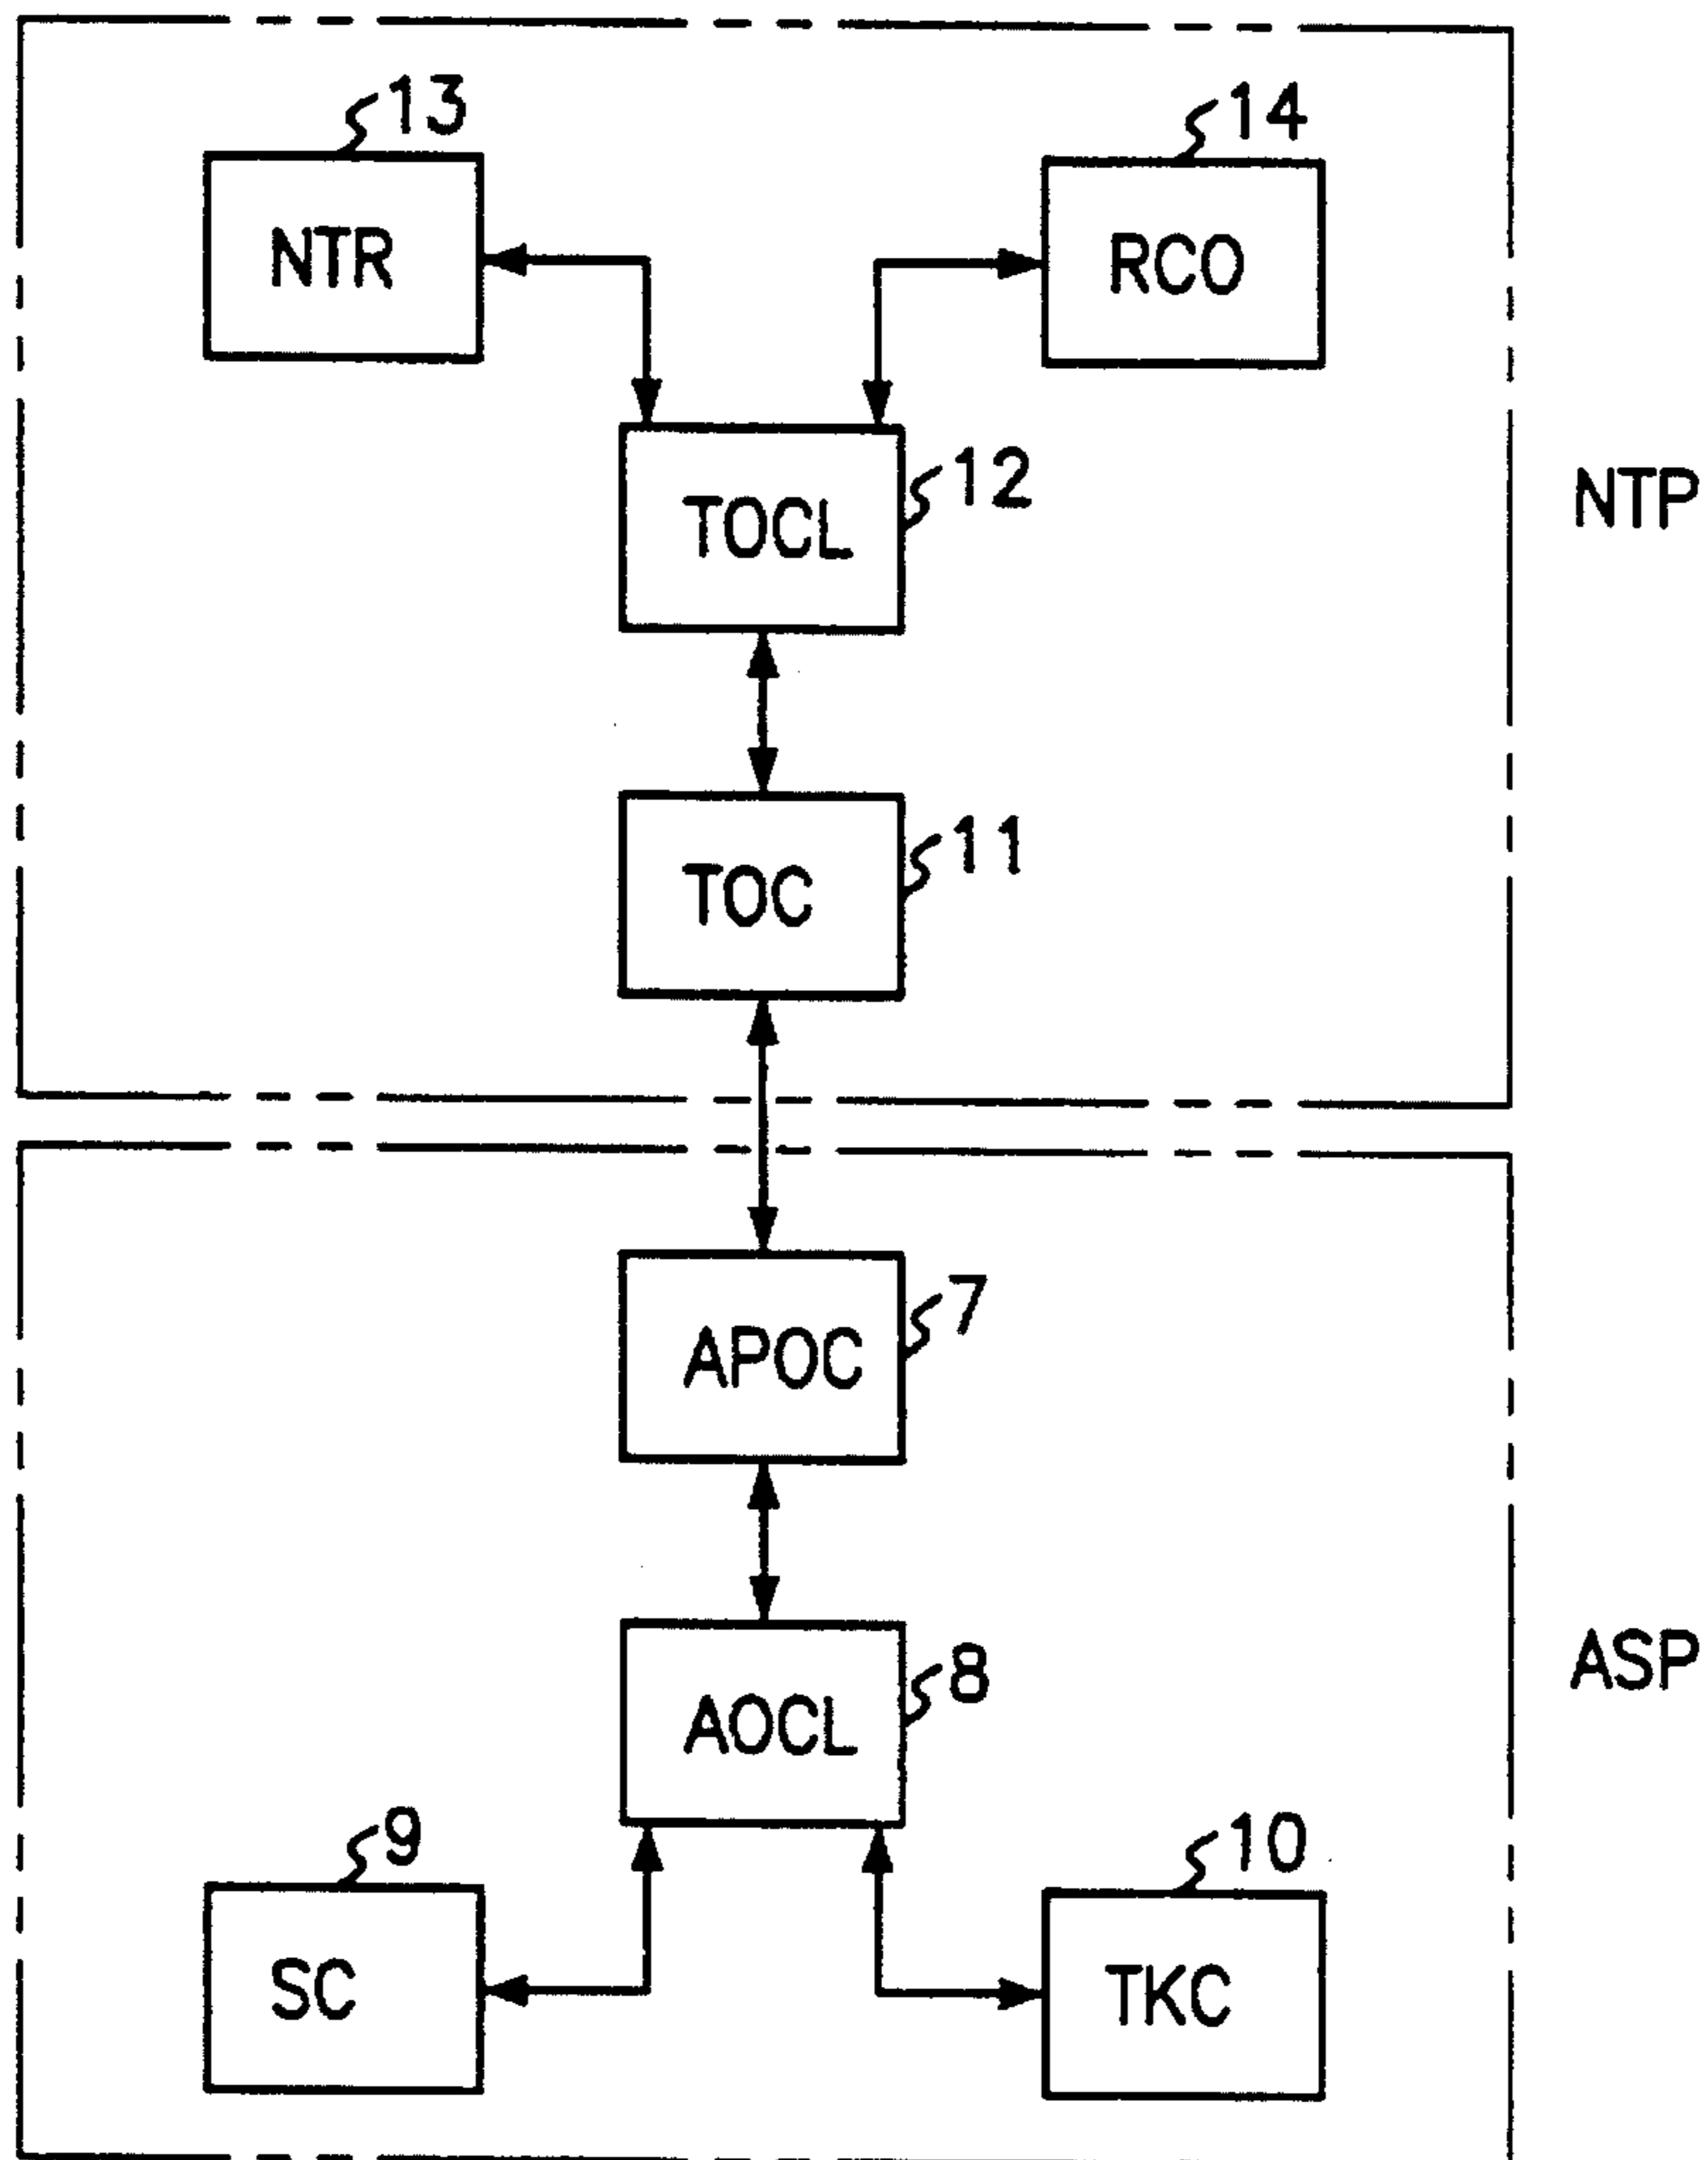 13
14
NTR
RCO
12
TOCL
NTP
11
TOC
7
APOC
8
AOCL
ASP
9
10
SC
TKC